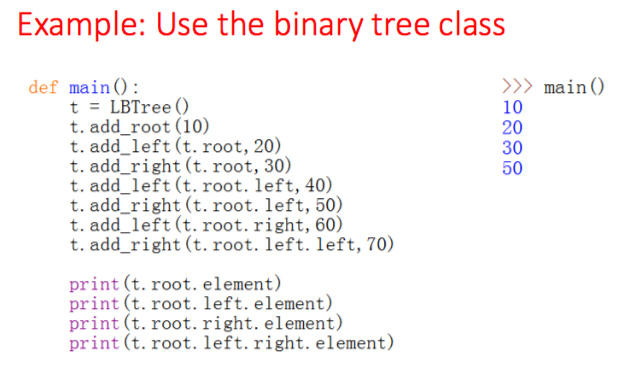 Example: Use the binary tree class
def main():
    t = LBTree()
    t.add_root(10)
    t.add_left(t.root, 20)
    t.add_right(t.root, 30)
    t.add_left(t.root.left, 40)
    t.add_right(t.root.left, 50)
    t.add_left(t.root.right, 60)
    t.add_right(t.root.left.left, 70)

    print(t.root.element)
    print(t.root.left.element)
    print(t.root.right.element)
    print(t.root.left.right.element)
>>> main()
10
20
30
50